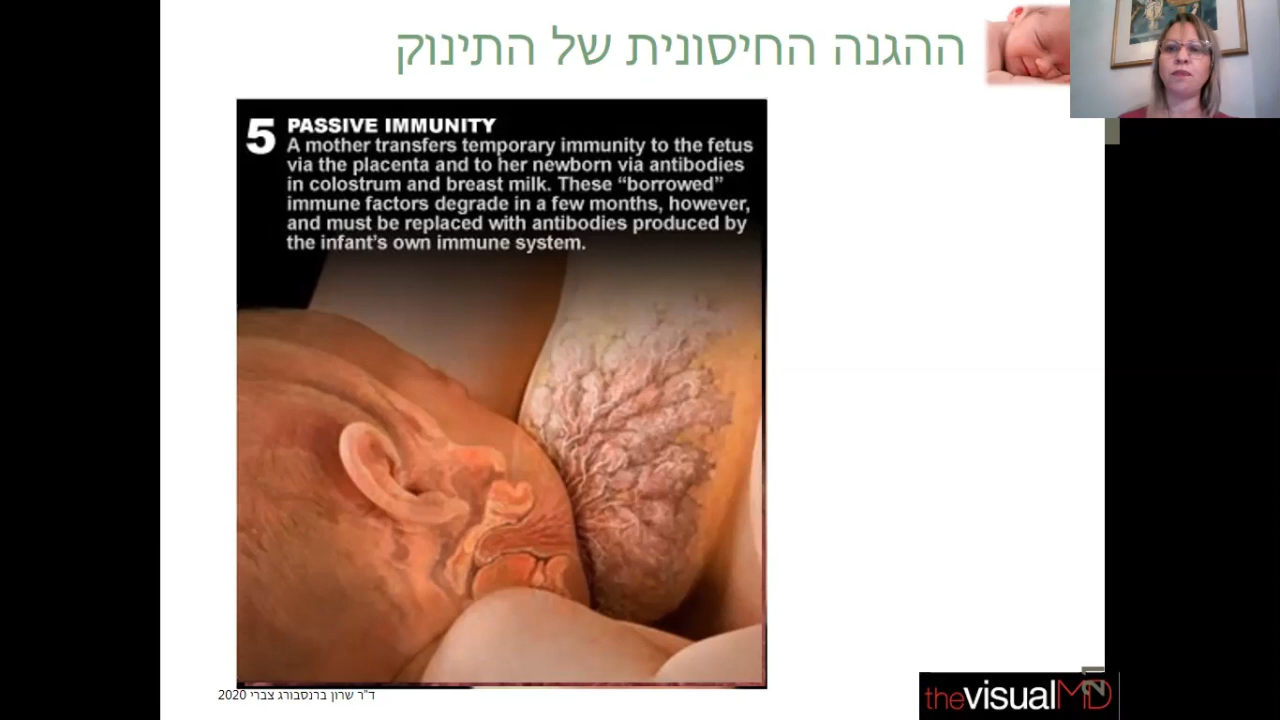 ההגנה החיסונית של התינוק
5 PASSIVE IMMUNITY
A mother transfers temporary immunity to the fetus
via the placenta and to her newborn via antibodies
in colostrum and breast milk. These “borrowed”
immune factors degrade in a few months, however,
and must be replaced with antibodies produced by
the infant’s own immune system.
ד"ר שרון ברנסבורג צברי 2020
thevisualMD